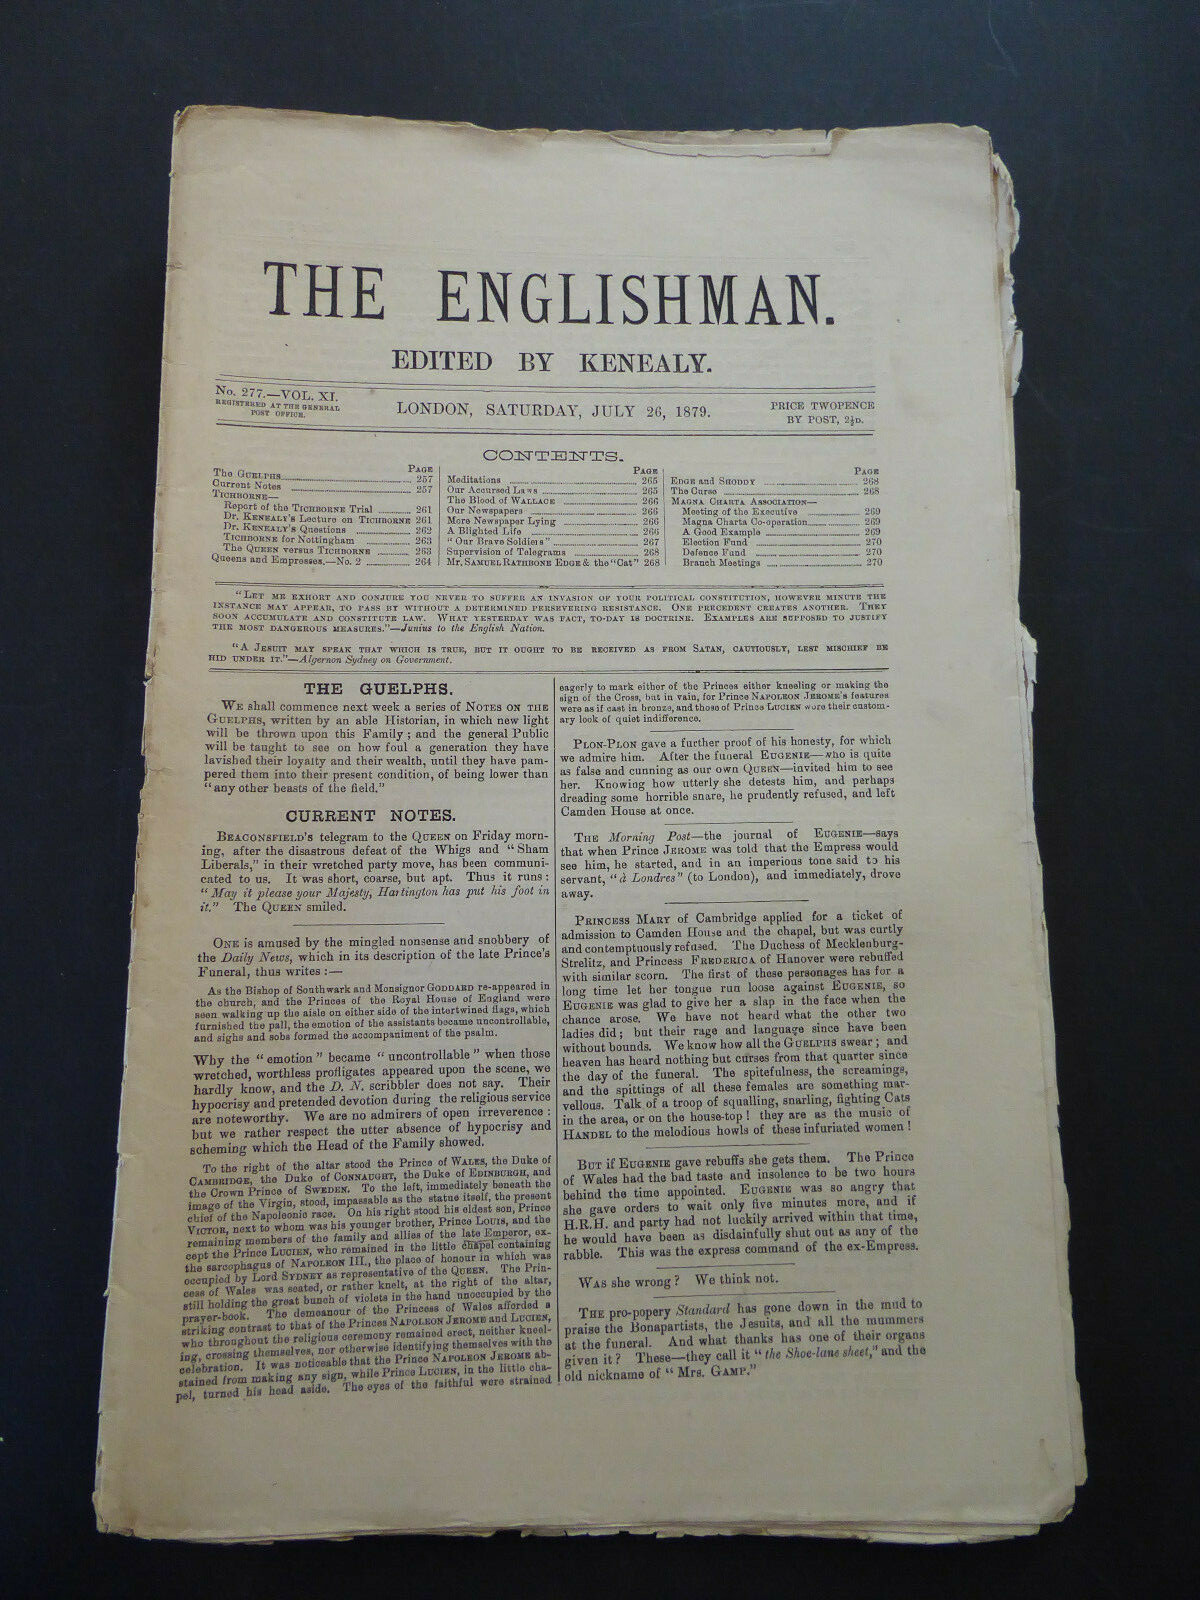 THE ENGLISHMAN.
EDITED BY KENEALY.
No. 277.—VOL. XI.
REGISTERED AT THE GENERAL
POST OFFICE.
LONDON, SATURDAY, JULY 26, 1879.
PRICE TWOPENCE
BY POST, 2½D.
CONTENTS.
PAGE
The GUELPHS 257
Current Notes 257
TICHBORNE—
Report of the TICHBORNE Trial 261
Dr. KENEALY'S Lecture on TICHBORNE 261
Dr. KENEALY'S Questions 262
TICHBORNE for Nottingham 263
The QUEEN versus TICHBORNE 263
Queens and Empresses.—No. 2 264
PAGE
Meditations 265
Our Accursed Laws 265
The Blood of WALLACE 266
Our Newspapers 266
More Newspaper Lying 266
A Blighted Life 266
"Our Brave Soldiers" 267
Supervision of Telegrams 268
Mr. SAMUEL RATHBONE EDGE & the "Cat" 268
PAGE
EDGE and SHODDY 268
The Curse 268
MAGNA CHARTA ASSOCIATION—
Meeting of the Executive 269
Magna Charta Co-operation 269
A Good Example 269
Election Fund 270
Defence Fund 270
Branch Meetings 270
"LET ME EXHORT AND CONJURE YOU NEVER TO SUFFER AN INVASION OF YOUR POLITICAL CONSTITUTION, HOWEVER MINUTE THE
INSTANCE MAY APPEAR, TO PASS BY WITHOUT A DETERMINED PERSEVERING RESISTANCE. ONE PRECEDENT CREATES ANOTHER. THEY
SOON ACCUMULATE AND CONSTITUTE LAW. WHAT YESTERDAY WAS FACT, TO-DAY IS DOCTRINE. EXAMPLES ARE SUPPOSED TO JUSTIFY
THE MOST DANGEROUS MEASURES."—Junius to the English Nation.
"A JESUIT MAY SPEAK THAT WHICH IS TRUE, BUT IT OUGHT TO BE RECEIVED AS FROM SATAN, CAUTIOUSLY, LEST MISCHIEF BE
HID UNDER IT."—Algernon Sydney on Government.
THE GUELPHS.
WE shall commence next week a series of NOTES ON THE
GUELPHS, written by an able Historian, in which new light
will be thrown upon this Family; and the general Public
will be taught to see on how foul a generation they have
lavished their loyalty and their wealth, until they have pam-
pered them into their present condition, of being lower than
"any other beasts of the field."
CURRENT NOTES.
BEACONSFIELD'S telegram to the QUEEN on Friday morn-
ing, after the disastrous defeat of the Whigs and "Sham
Liberals," in their wretched party move, has been communi-
cated to us. It was short, coarse, but apt. Thus it runs:
"May it please your Majesty, Hartington has put his foot in
it." The QUEEN smiled.
ONE is amused by the mingled nonsense and snobbery of
the Daily News, which in its description of the late Prince's
Funeral, thus writes:—
As the Bishop of Southwark and Monsignor GODDARD re-appeared in
the church, and the Princes of the Royal House of England were
seen walking up the aisle on either side of the intertwined flags, which
furnished the pall, the emotion of the assistants became uncontrollable,
and sighs and sobs formed the accompaniment of the psalm.
Why the "emotion" became "uncontrollable" when those
wretched, worthless profligates appeared upon the scene, we
hardly know, and the D. N. scribbler does not say. Their
hypocrisy and pretended devotion during the religious service
are noteworthy. We are no admirers of open irreverence:
but we rather respect the utter absence of hypocrisy and
scheming which the Head of the Family showed.
To the right of the altar stood the Prince of WALES, the Duke of
CAMBRIDGE, the Duke of CONNAUGHT, the Duke of EDINBURGH, and
the Crown Prince of SWEDEN. To the left, immediately beneath the
image of the Virgin, stood, impassable as the statue itself, the present
chief of the Napoleonic race. On his right stood his eldest son, Prince
VICTOR, next to whom was his younger brother, Prince LOUIS, and the
remaining members of the family and allies of the late Emperor, ex-
cept the Prince LUCIEN, who remained in the little chapel containing
the sarcophagus of NAPOLEON III., the place of honour in which was
occupied by Lord SYDNEY as representative of the QUEEN. The Prin-
cess of Wales was seated, or rather knelt, at the right of the altar,
still holding the great bunch of violets in the hand unoccupied by the
prayer-book. The demeanour of the Princess of Wales afforded a
striking contrast to that of the Princes NAPOLEON JEROME and LUCIEN,
who throughout the religious ceremony remained erect, neither kneel-
ing, crossing themselves, nor otherwise identifying themselves with the
celebration. It was noticeable that the Prince NAPOLEON JEROME ab-
stained from making any sign, while Prince LUCIEN, in the little cha-
pel, turned his head aside. The eyes of the faithful were strained
eagerly to mark either of the Princes either kneeling or making the
sign of the Cross, but in vain, for Prince NAPOLEON JEROME'S features
were as if cast in bronze, and those of Prince LUCIEN wore their custom-
ary look of quiet indifference.
PLON-PLON gave a further proof of his honesty, for which
we admire him. After the funeral EUGENIE—who is quite
as false and cunning as our own QUEEN—invited him to see
her. Knowing how utterly she detests him, and perhaps
dreading some horrible snare, he prudently refused, and left
Camden House at once.
THE Morning Post—the journal of EUGENIE—says
that when Prince JEROME was told that the Empress would
see him, he started, and in an imperious tone said to his
servant, "à Londres" (to London), and immediately, drove
away.
PRINCESS MARY of Cambridge applied for a ticket of
admission to Camden House and the chapel, but was curtly
and contemptuously refused. The Duchess of Mecklenburg-
Strelitz, and Princess FREDERICA of Hanover were rebuffed
with similar scorn. The first of these personages has for a
long time let her tongue run loose against EUGENIE, so
EUGENIE was glad to give her a slap in the face when the
chance arose. We have not heard what the other two
ladies did; but their rage and language since have been
without bounds. We know how all the GUELPHS swear; and
heaven has heard nothing but curses from that quarter since
the day of the funeral. The spitefulness, the screamings,
and the spittings of all these females are something mar-
vellous. Talk of a troop of squalling, snarling, fighting Cats
in the area, or on the house-top! they are as the music of
HANDEL to the melodious howls of these infuriated women!
BUT if EUGENIE gave rebuffs she gets them. The Prince
of Wales had the bad taste and insolence to be two hours
behind the time appointed. EUGENIE was so angry that
she gave orders to wait only five minutes more, and if
H.R.H. and party had not luckily arrived within that time,
he would have been as disdainfully shut out as any of the
rabble. This was the express command of the ex-Empress.
WAS she wrong? We think not.
THE pro-popery Standard has gone down in the mud to
praise the Bonapartists, the Jesuits, and all the mummers
at the funeral. And what thanks has one of their organs
given it? These—they call it "the Shoe-lane sheet," and the
old nickname of "Mrs. GAMP."